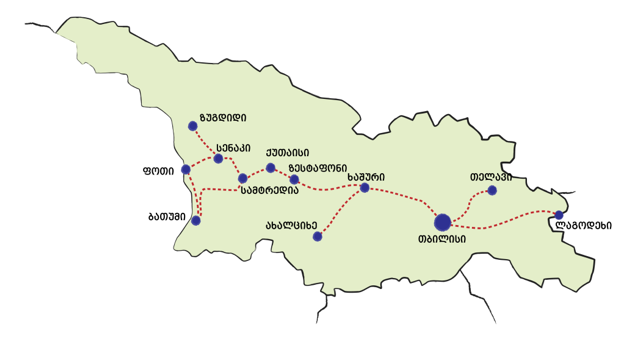 ზუგდიდი
სენაკი
ქუთაისი
ზესტაფონი
ფოთი
ხაშური
თელავი
სამტრედია
ბათუმი
ახალციხე
ლაგოდეხი
თბილისი